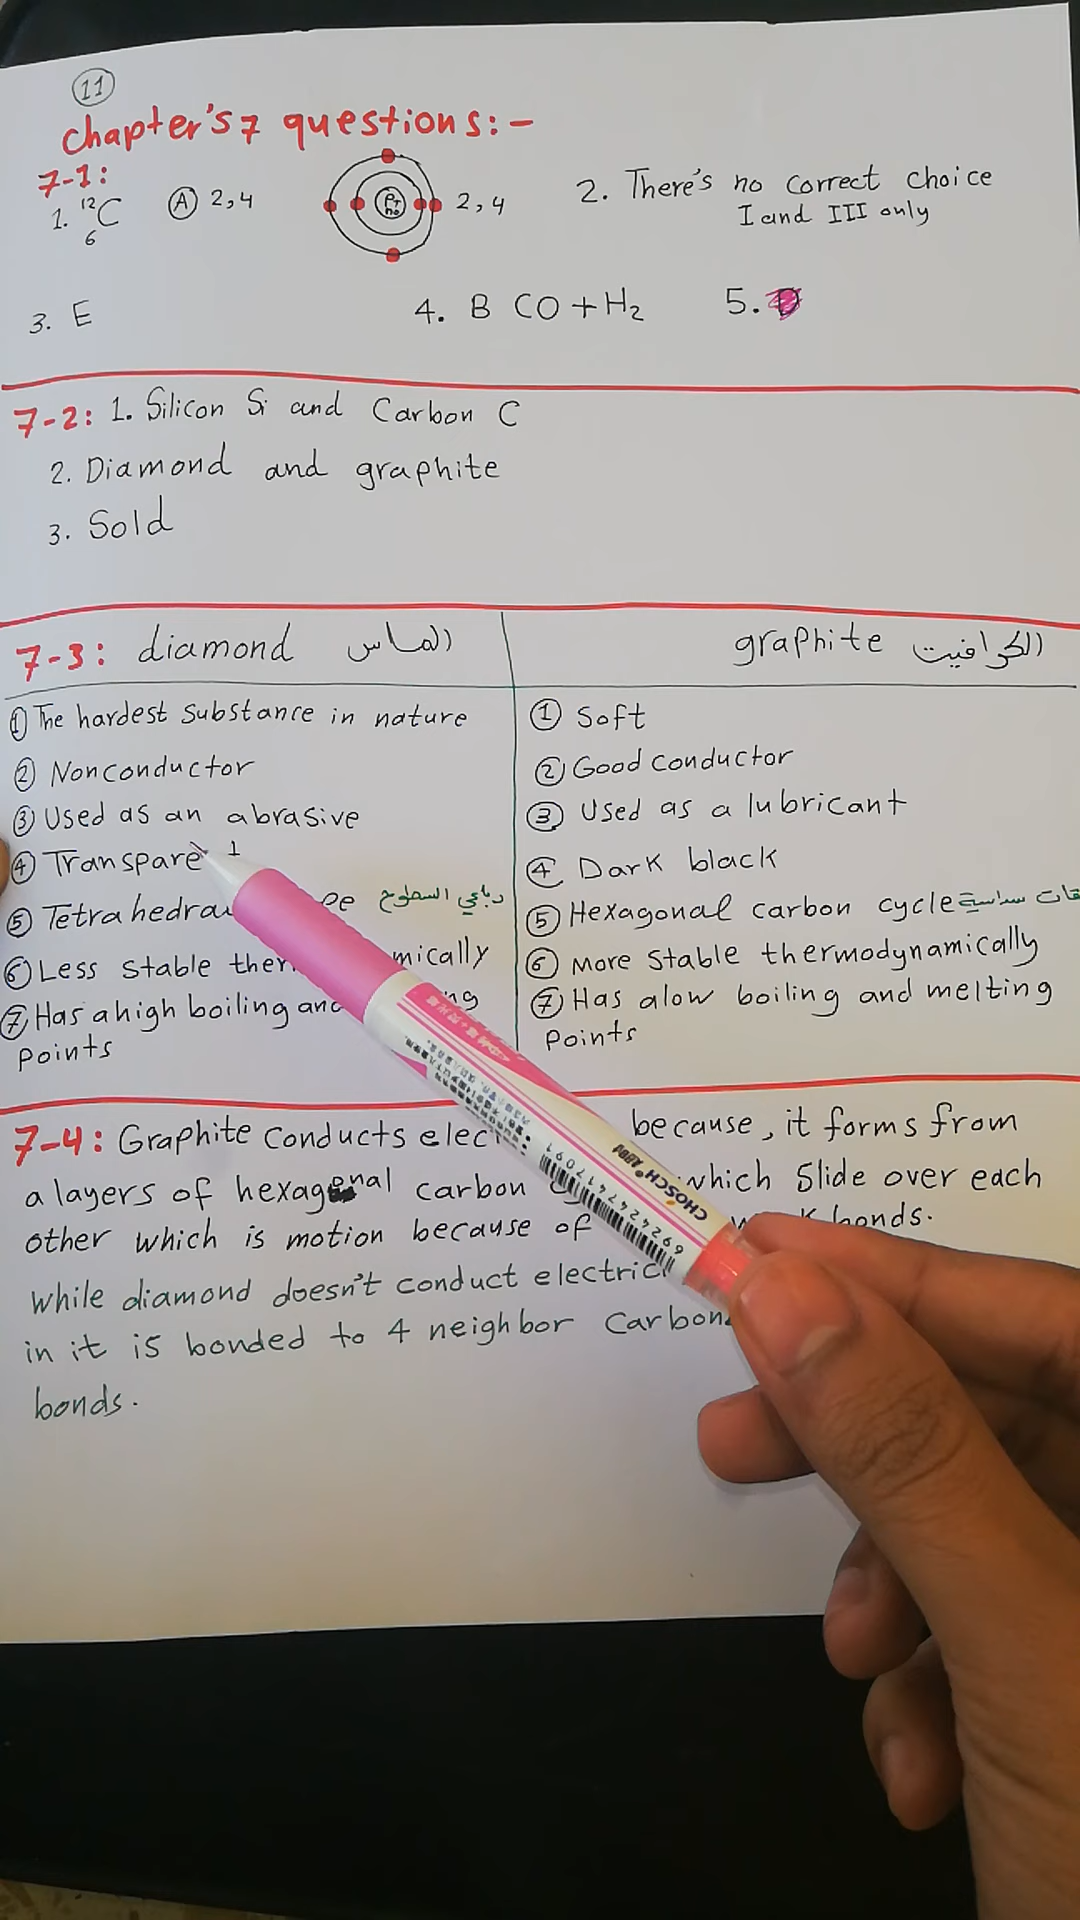 11
Chapter's 7 questions:-
7-1:
1. 12 6 C A 2,4 2,4
2. There's no correct choice
I and III only
3. E
4. B CO+H2
5.
7-2: 1. Silicon Si and Carbon C
2. Diamond and graphite
3. Sold
7-3: diamond الماس
graphite الكرافيت
1 The hardest substance in nature
2 Nonconductor
3 Used as an abrasive
4 Transpare t
5 Tetrahedra pe رباعي السطوح
6 Less Stable ther mically
7 Has a high boiling and ng
points
1 Soft
2 Good conductor
3 Used as a lubricant
4 Dark black
5 Hexagonal carbon cycle سداسية
6 More Stable thermodynamically
7 Has a low boiling and melting
points
7-4: Graphite conducts elec because, it forms from
a layers of hexagonal carbon which Slide over each
other which is motion because of bonds.
while diamond doesn't conduct electric
in it is bonded to 4 neighbor carbon
bonds.
CHOSCH
6924247417091